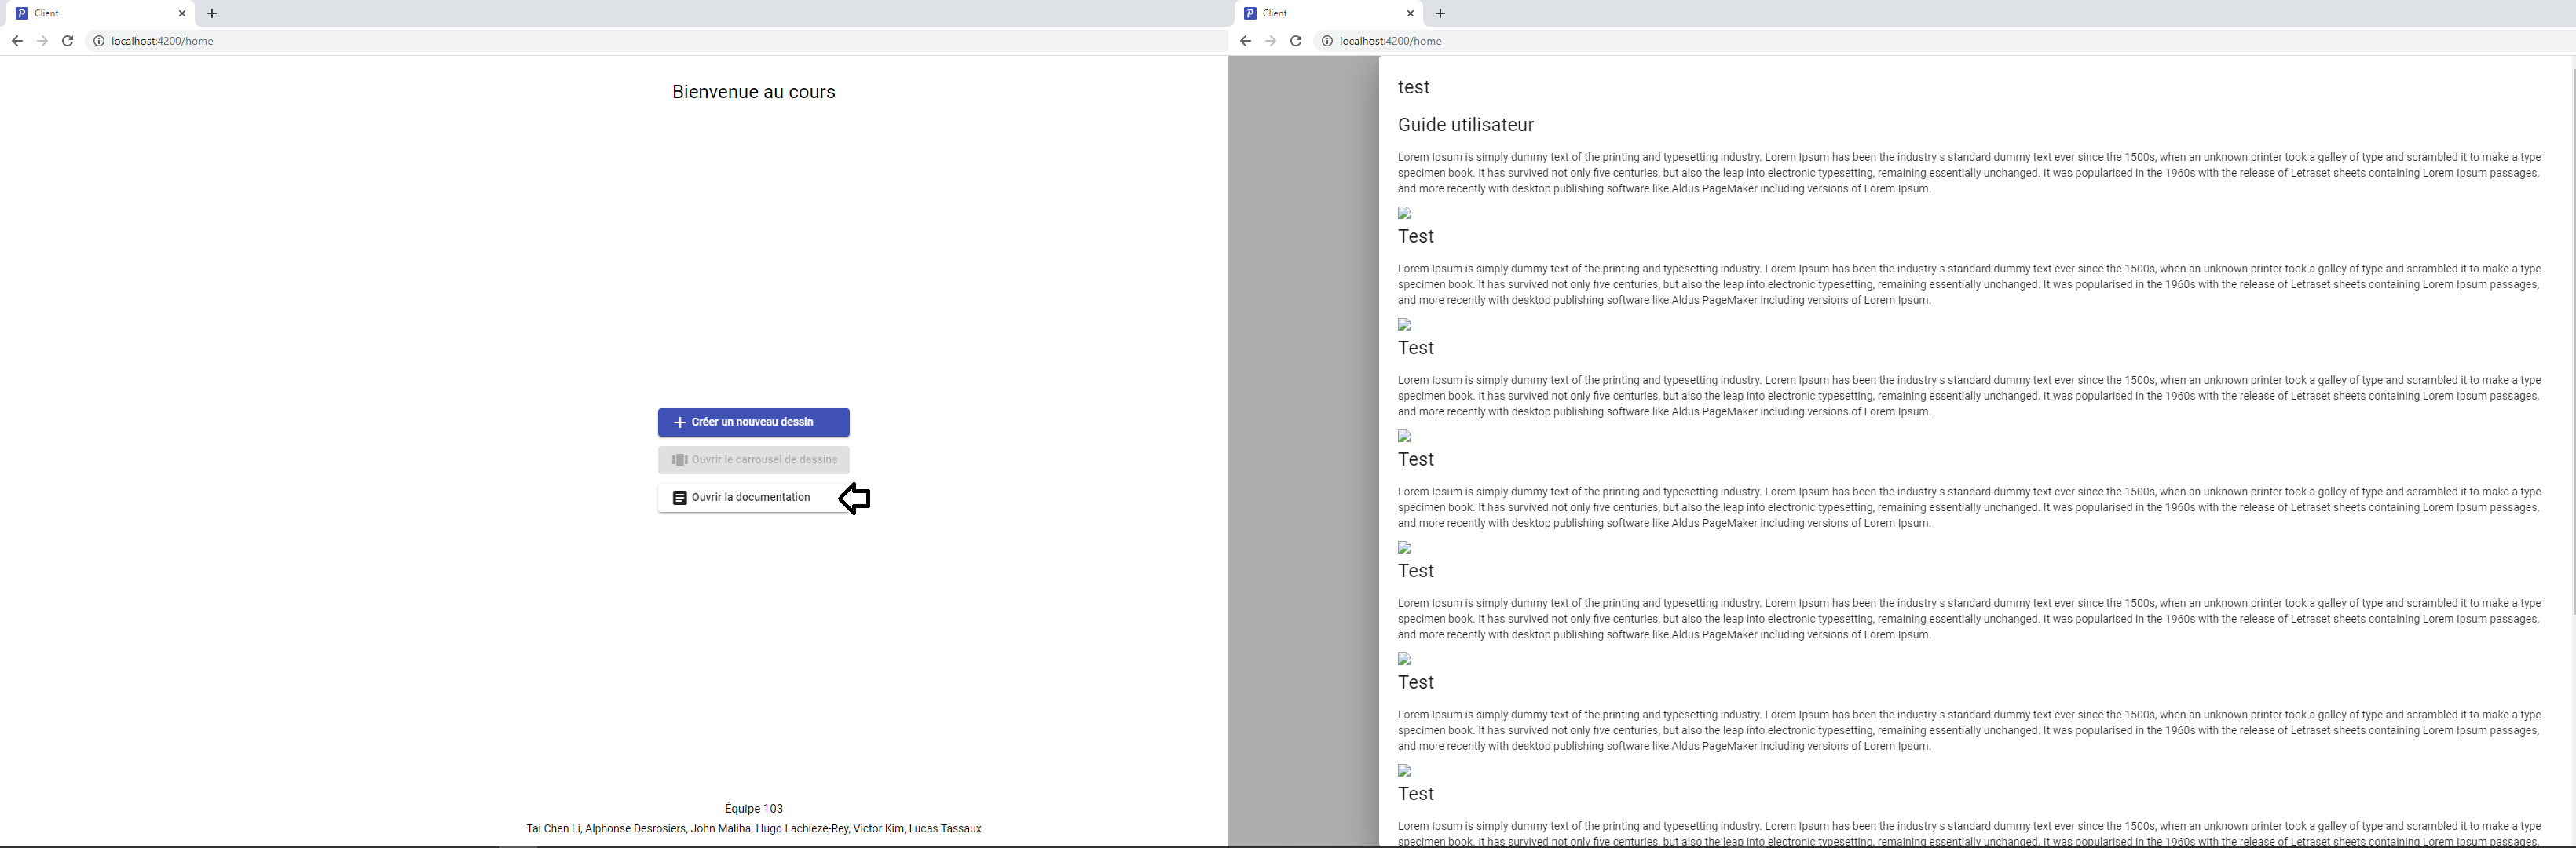 Client
localhost:4200/home
Bienvenue au cours
Créer un nouveau dessin
Ouvrir le carrousel de dessins
Ouvrir la documentation
Équipe 103
Tai Chen Li, Alphonse Desrosiers, John Maliha, Hugo Lachieze-Rey, Victor Kim, Lucas Tassaux
Client
localhost:4200/home
test
Guide utilisateur
Lorem Ipsum is simply dummy text of the printing and typesetting industry. Lorem Ipsum has been the industry s standard dummy text ever since the 1500s, when an unknown printer took a galley of type and scrambled it to make a type
specimen book. It has survived not only five centuries, but also the leap into electronic typesetting, remaining essentially unchanged. It was popularised in the 1960s with the release of Letraset sheets containing Lorem Ipsum passages,
and more recently with desktop publishing software like Aldus PageMaker including versions of Lorem Ipsum.
Test
Lorem Ipsum is simply dummy text of the printing and typesetting industry. Lorem Ipsum has been the industry s standard dummy text ever since the 1500s, when an unknown printer took a galley of type and scrambled it to make a type
specimen book. It has survived not only five centuries, but also the leap into electronic typesetting, remaining essentially unchanged. It was popularised in the 1960s with the release of Letraset sheets containing Lorem Ipsum passages,
and more recently with desktop publishing software like Aldus PageMaker including versions of Lorem Ipsum.
Test
Lorem Ipsum is simply dummy text of the printing and typesetting industry. Lorem Ipsum has been the industry s standard dummy text ever since the 1500s, when an unknown printer took a galley of type and scrambled it to make a type
specimen book. It has survived not only five centuries, but also the leap into electronic typesetting, remaining essentially unchanged. It was popularised in the 1960s with the release of Letraset sheets containing Lorem Ipsum passages,
and more recently with desktop publishing software like Aldus PageMaker including versions of Lorem Ipsum.
Test
Lorem Ipsum is simply dummy text of the printing and typesetting industry. Lorem Ipsum has been the industry s standard dummy text ever since the 1500s, when an unknown printer took a galley of type and scrambled it to make a type
specimen book. It has survived not only five centuries, but also the leap into electronic typesetting, remaining essentially unchanged. It was popularised in the 1960s with the release of Letraset sheets containing Lorem Ipsum passages,
and more recently with desktop publishing software like Aldus PageMaker including versions of Lorem Ipsum.
Test
Lorem Ipsum is simply dummy text of the printing and typesetting industry. Lorem Ipsum has been the industry s standard dummy text ever since the 1500s, when an unknown printer took a galley of type and scrambled it to make a type
specimen book. It has survived not only five centuries, but also the leap into electronic typesetting, remaining essentially unchanged. It was popularised in the 1960s with the release of Letraset sheets containing Lorem Ipsum passages,
and more recently with desktop publishing software like Aldus PageMaker including versions of Lorem Ipsum.
Test
Lorem Ipsum is simply dummy text of the printing and typesetting industry. Lorem Ipsum has been the industry s standard dummy text ever since the 1500s, when an unknown printer took a galley of type and scrambled it to make a type
specimen book. It has survived not only five centuries, but also the leap into electronic typesetting, remaining essentially unchanged. It was popularised in the 1960s with the release of Letraset sheets containing Lorem Ipsum passages,
and more recently with desktop publishing software like Aldus PageMaker including versions of Lorem Ipsum.
Test
Lorem Ipsum is simply dummy text of the printing and typesetting industry. Lorem Ipsum has been the industry s standard dummy text ever since the 1500s, when an unknown printer took a galley of type and scrambled it to make a type
specimen book. It has survived not only five centuries, but also the leap into electronic typesetting, remaining essentially unchanged. It was popularised in the 1960s with the release of Letraset sheets containing Lorem Ipsum passages,